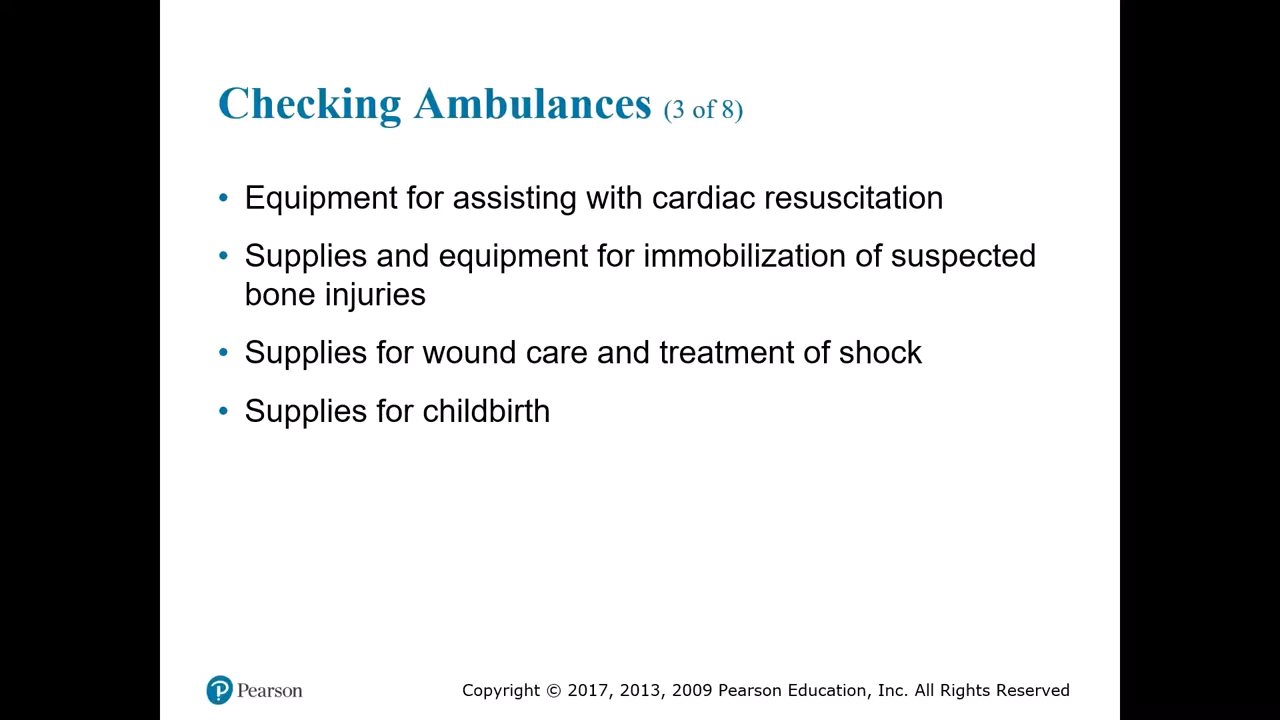 Checking Ambulances (3 of 8)
• Equipment for assisting with cardiac resuscitation
• Supplies and equipment for immobilization of suspected
bone injuries
• Supplies for wound care and treatment of shock
• Supplies for childbirth
Pearson
Copyright © 2017, 2013, 2009 Pearson Education, Inc. All Rights Reserved